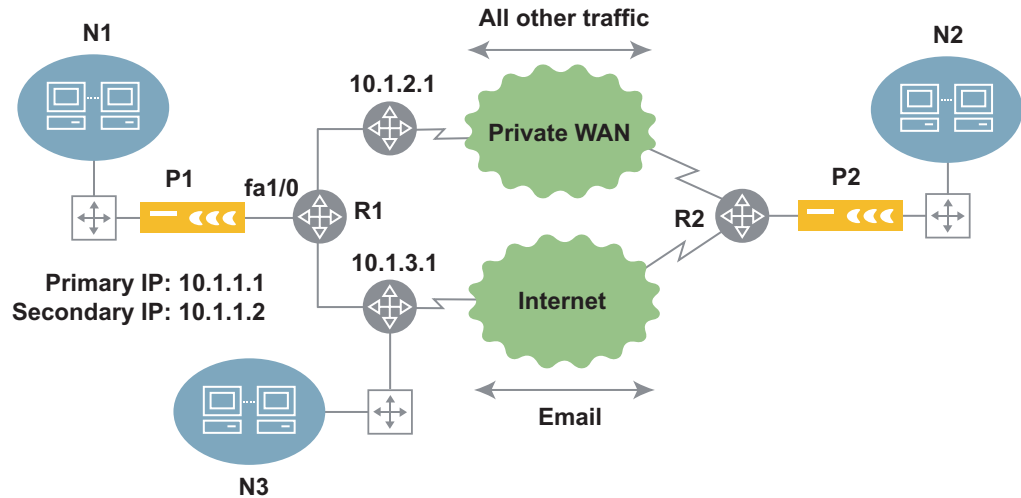 All other traffic
N1
N2
10.1.2.1
Private WAN
P1
fa1/0
P2
R1
R2
10.1.3.1
Primary IP: 10.1.1.1
Secondary IP: 10.1.1.2
Internet
Email
N3